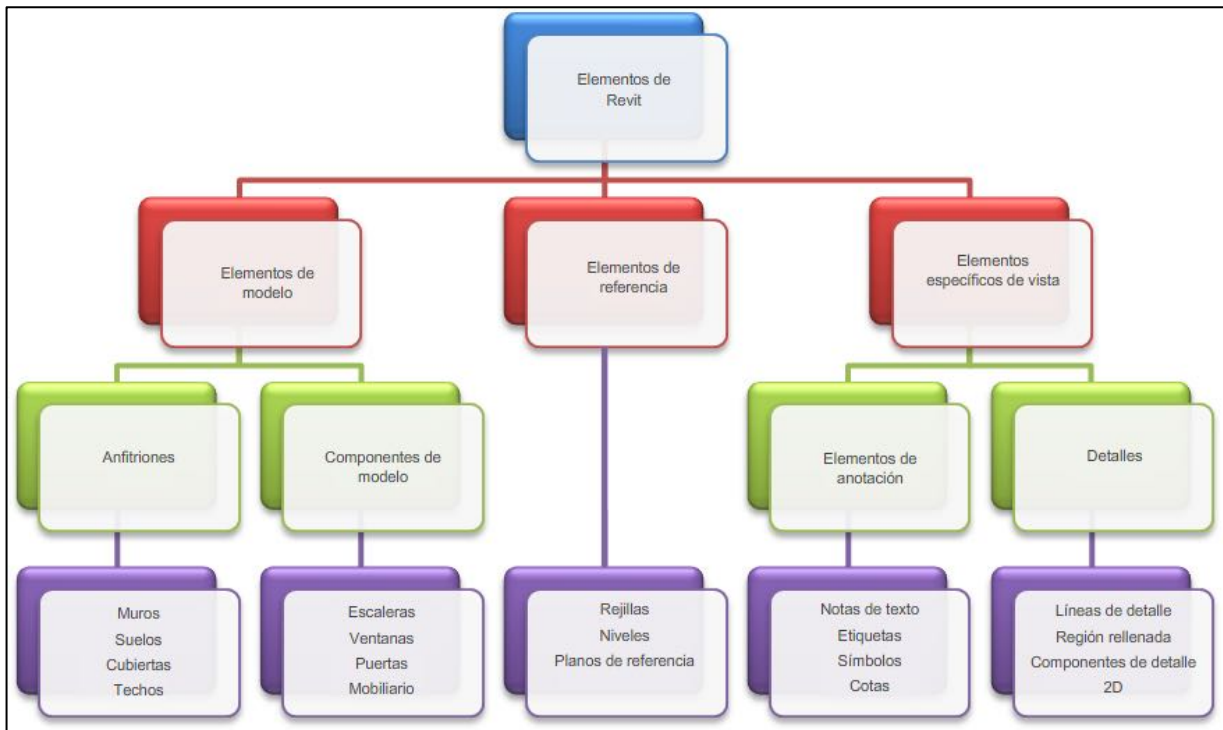 Elementos de
Revit
Elementos de
modelo
Elementos de
referencia
Elementos
específicos de vista
Anfitriones
Componentes de
modelo
Elementos de
anotación
Detalles
Muros
Suelos
Cubiertas
Techos
Escaleras
Ventanas
Puertas
Mobiliario
Rejillas
Niveles
Planos de referencia
Notas de texto
Etiquetas
Símbolos
Cotas
Líneas de detalle
Región rellenada
Componentes de detalle
2D